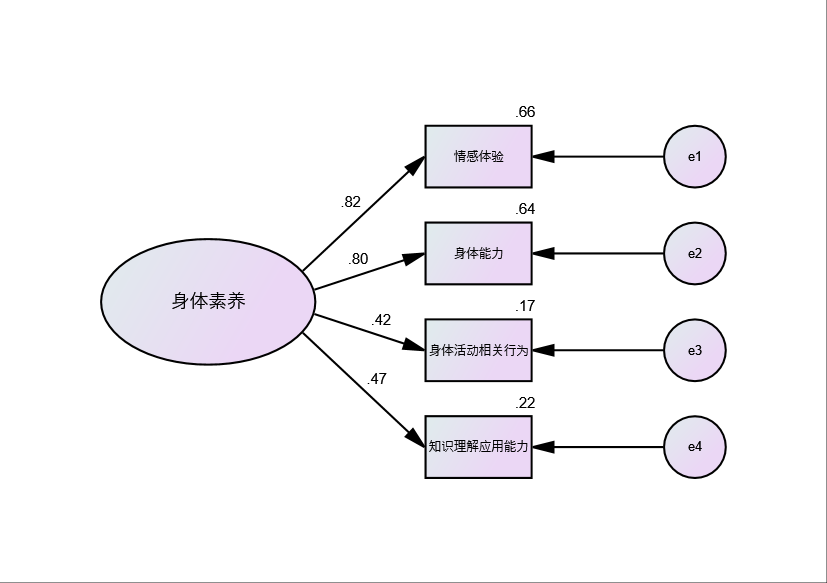 .66
情感体验
e1
.82
.64
身体能力
e2
.80
身体素养
.17
.42
身体活动相关行为
e3
.47
.22
知识理解应用能力
e4